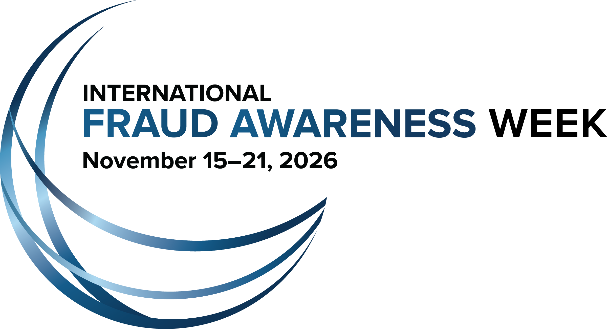 INTERNATIONAL
FRAUD AWARENESS WEEK
November 15–21, 2026